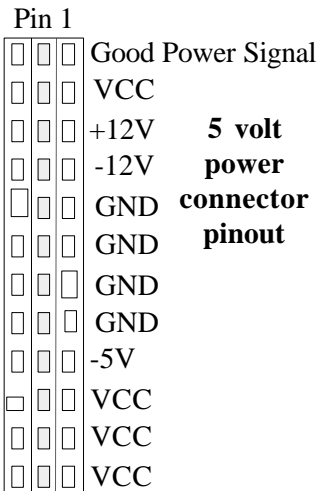 Pin 1
Good Power Signal
VCC
+12V
-12V
GND
GND
GND
GND
-5V
VCC
VCC
VCC
5 volt
power
connector
pinout